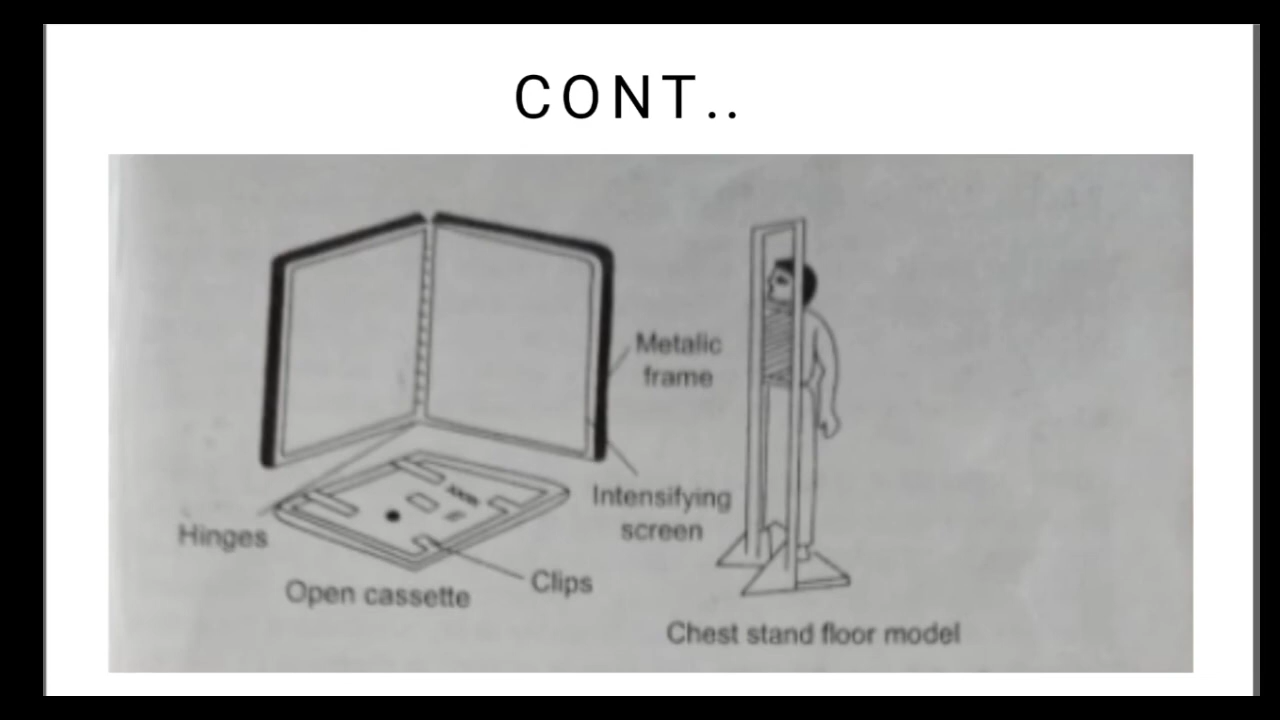 CONT..
Metalic
frame
Intensifying
screen
Hinges
Clips
Open cassette
Chest stand floor model